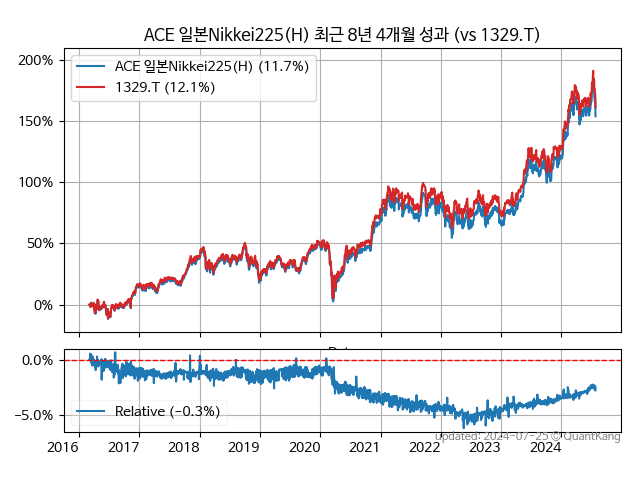 ACE 일본Nikkei225(H) 최근 8년 4개월 성과 (vs 1329.T)
200%
ACE 일본Nikkei225(H) (11.7%)
1329.T (12.1%)
150%
100%
50%
0%
0.0%
Relative (−0.3%)
−5.0%
2016 2017 2018 2019 2020 2021 2022 2023 2024
Updated: 2024-07-25 © QuantKang